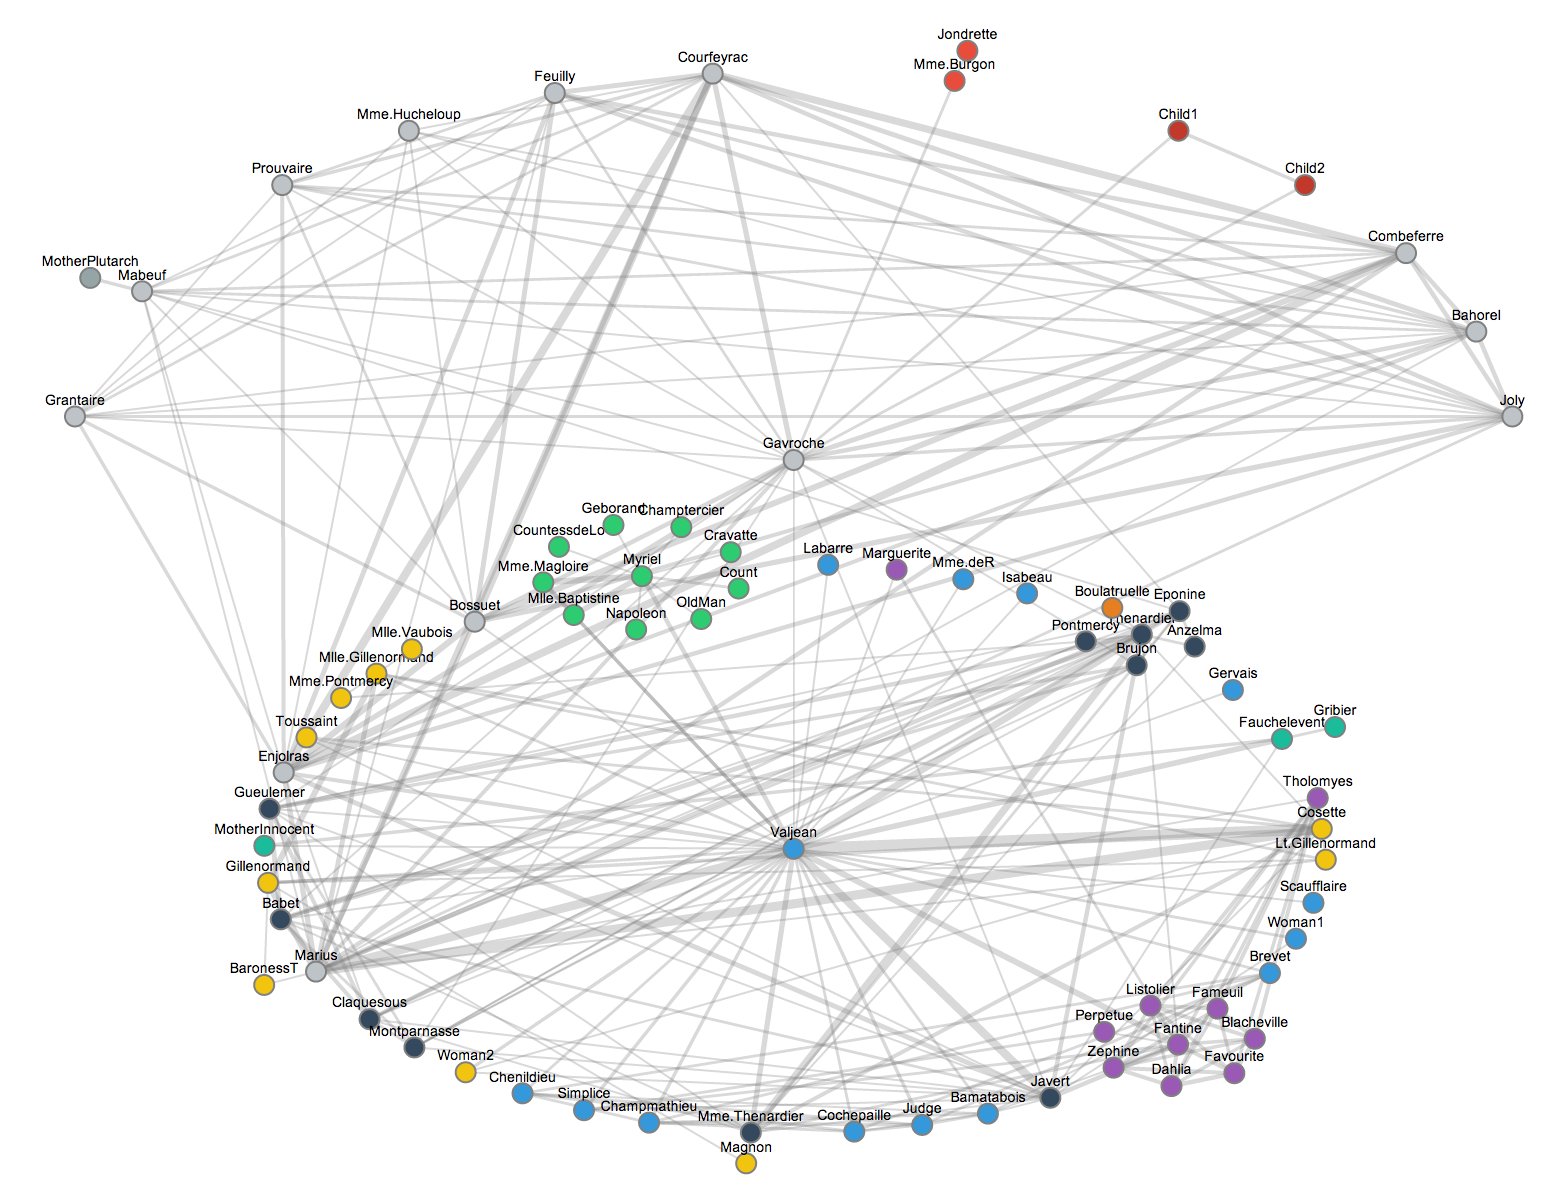 Jondrette
Courfeyrac
Mme.Burgon
Feuilly
Mme.Hucheloup
Child1
Prouvaire
Child2
Combeferre
MotherPlutarch
Mabeuf
Bahorel
Grantaire
Joly
Gavroche
Geborand
Champtercier
CountessdeLo
Cravatte
Labarre
Marguerite
Myriel
Mme.deR
Mme.Magloire
Count
Isabeau
Mlle.Baptistine
Boulatruelle
Eponine
OldMan
Bossuet
Napoleon
Thenardier
Pontmercy
Anzelma
Mlle.Vaubois
Brujon
Mlle.Gillenormand
Gervais
Mme.Pontmercy
Gribier
Toussaint
Fauchelevent
Enjolras
Tholomyes
Gueulemer
Cosette
MotherInnocent
Valjean
Lt.Gillenormand
Gillenormand
Scaufflaire
Babet
Woman1
Marius
Brevet
BaronessT
Listolier
Fameuil
Claquesous
Perpetue
Blacheville
Montparnasse
Fantine
Woman2
Zephine
Favourite
Chenildieu
Dahlia
Javert
Simplice
Bamatabois
Champmathieu
Judge
Mme.Thenardier
Cochepaille
Magnon